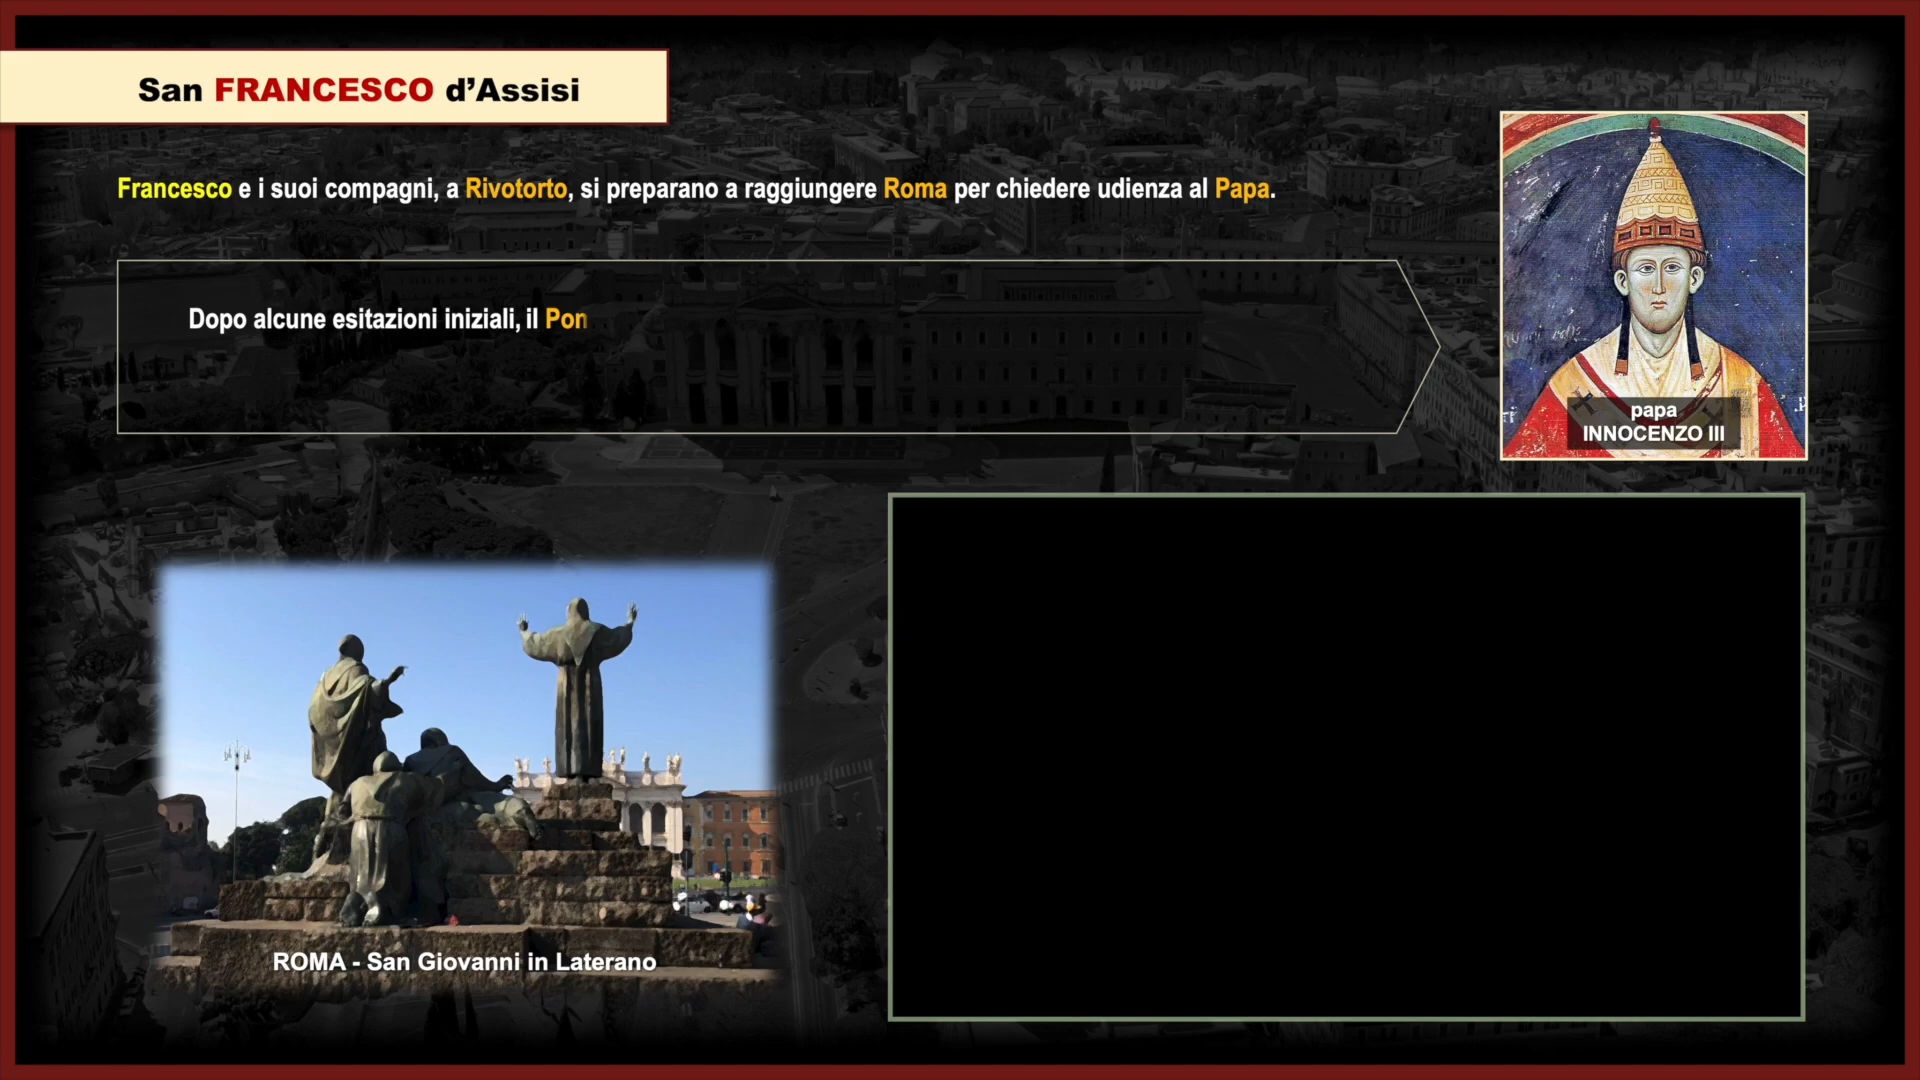 San FRANCESCO d’Assisi
Francesco e i suoi compagni, a Rivotorto, si preparano a raggiungere Roma per chiedere udienza al Papa.
Dopo alcune esitazioni iniziali, il Pon
papa
INNOCENZO III
ROMA - San Giovanni in Laterano